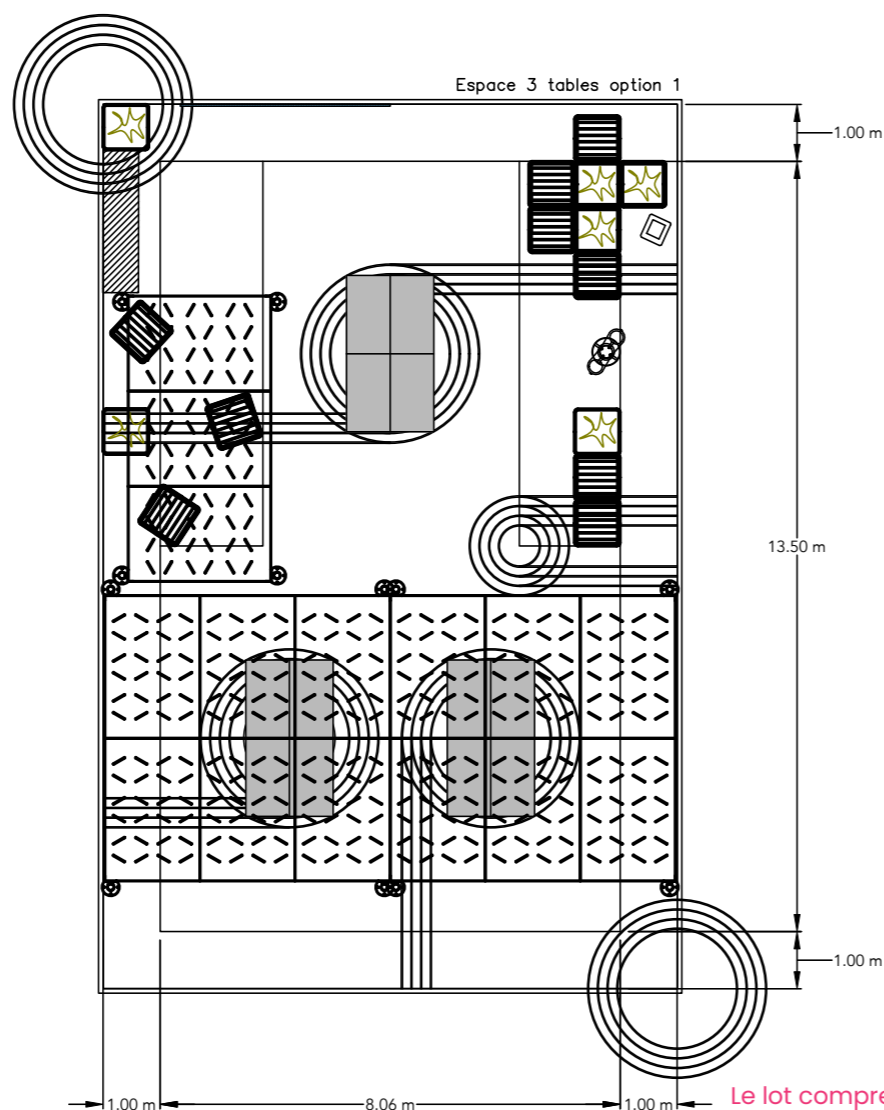 Espace 3 tables option 1
1.00 m
13.50 m
1.00 m
1.00 m 8.06 m 1.00 m
Le lot compre